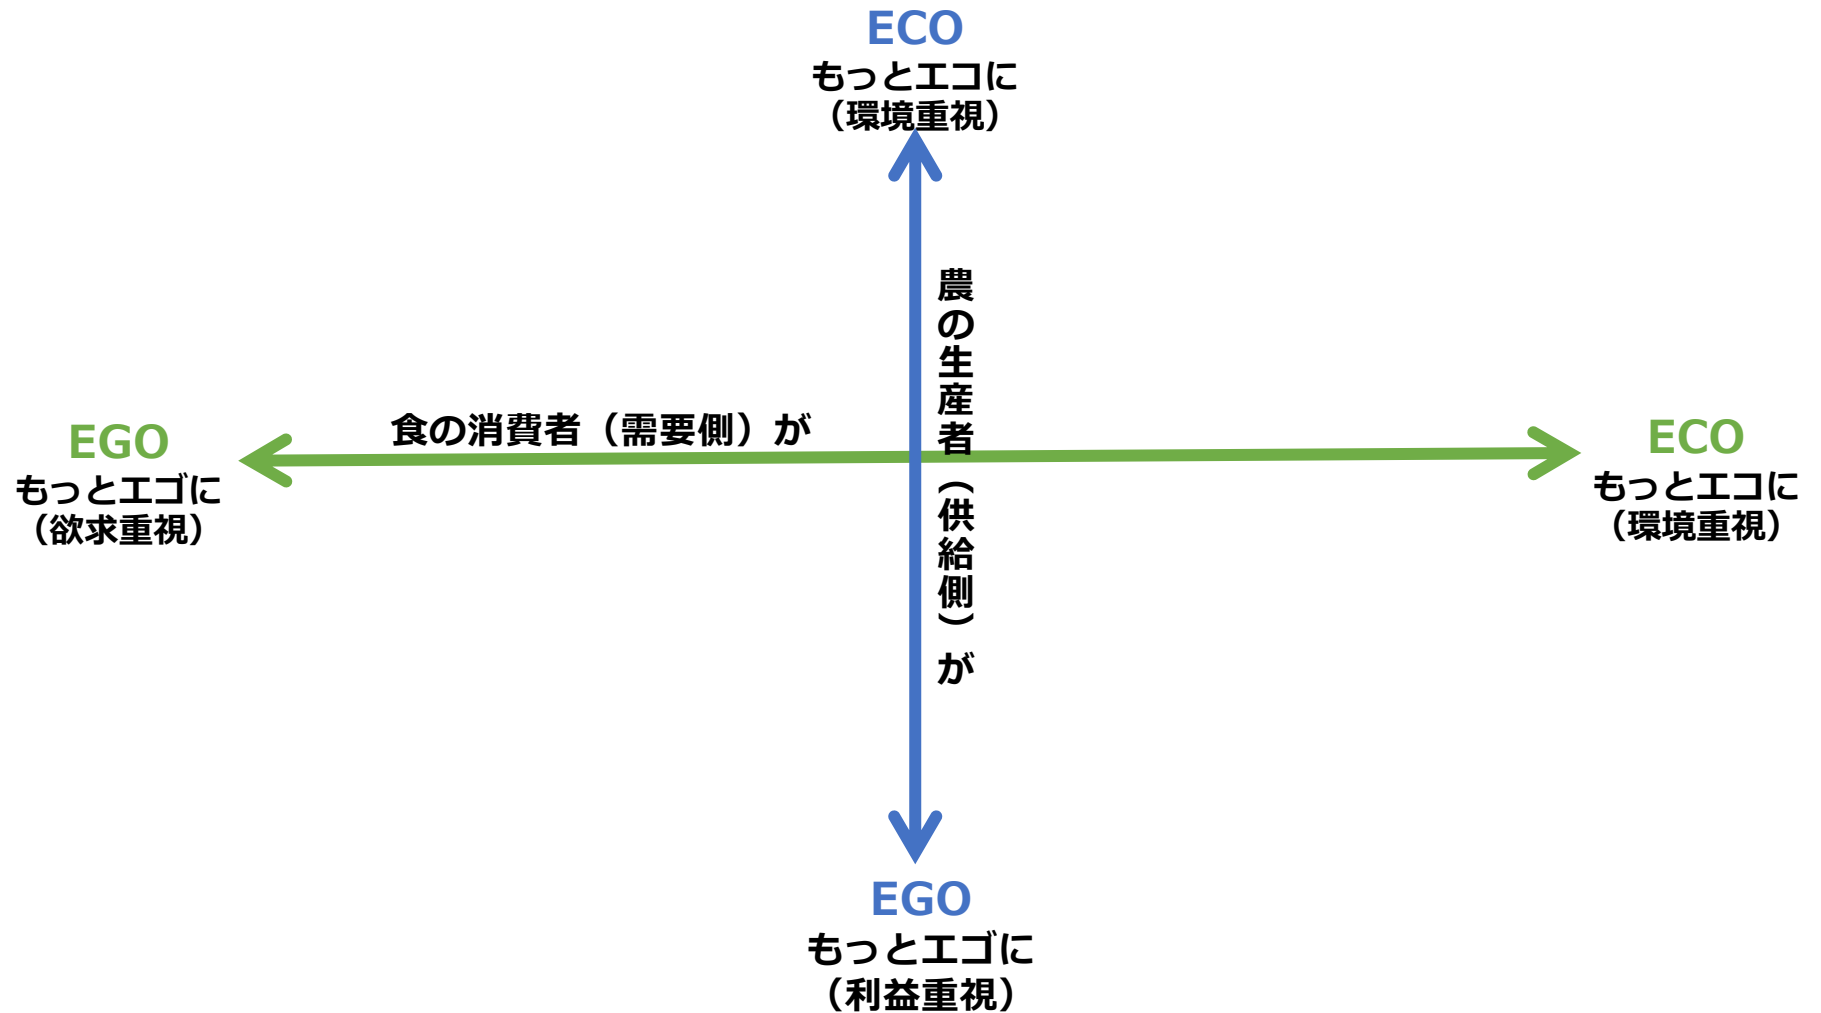 ECO
もっとエコに
（環境重視）
農の生産者（供給側）が
食の消費者（需要側）が
EGO
もっとエゴに
（欲求重視）
ECO
もっとエコに
（環境重視）
EGO
もっとエゴに
（利益重視）